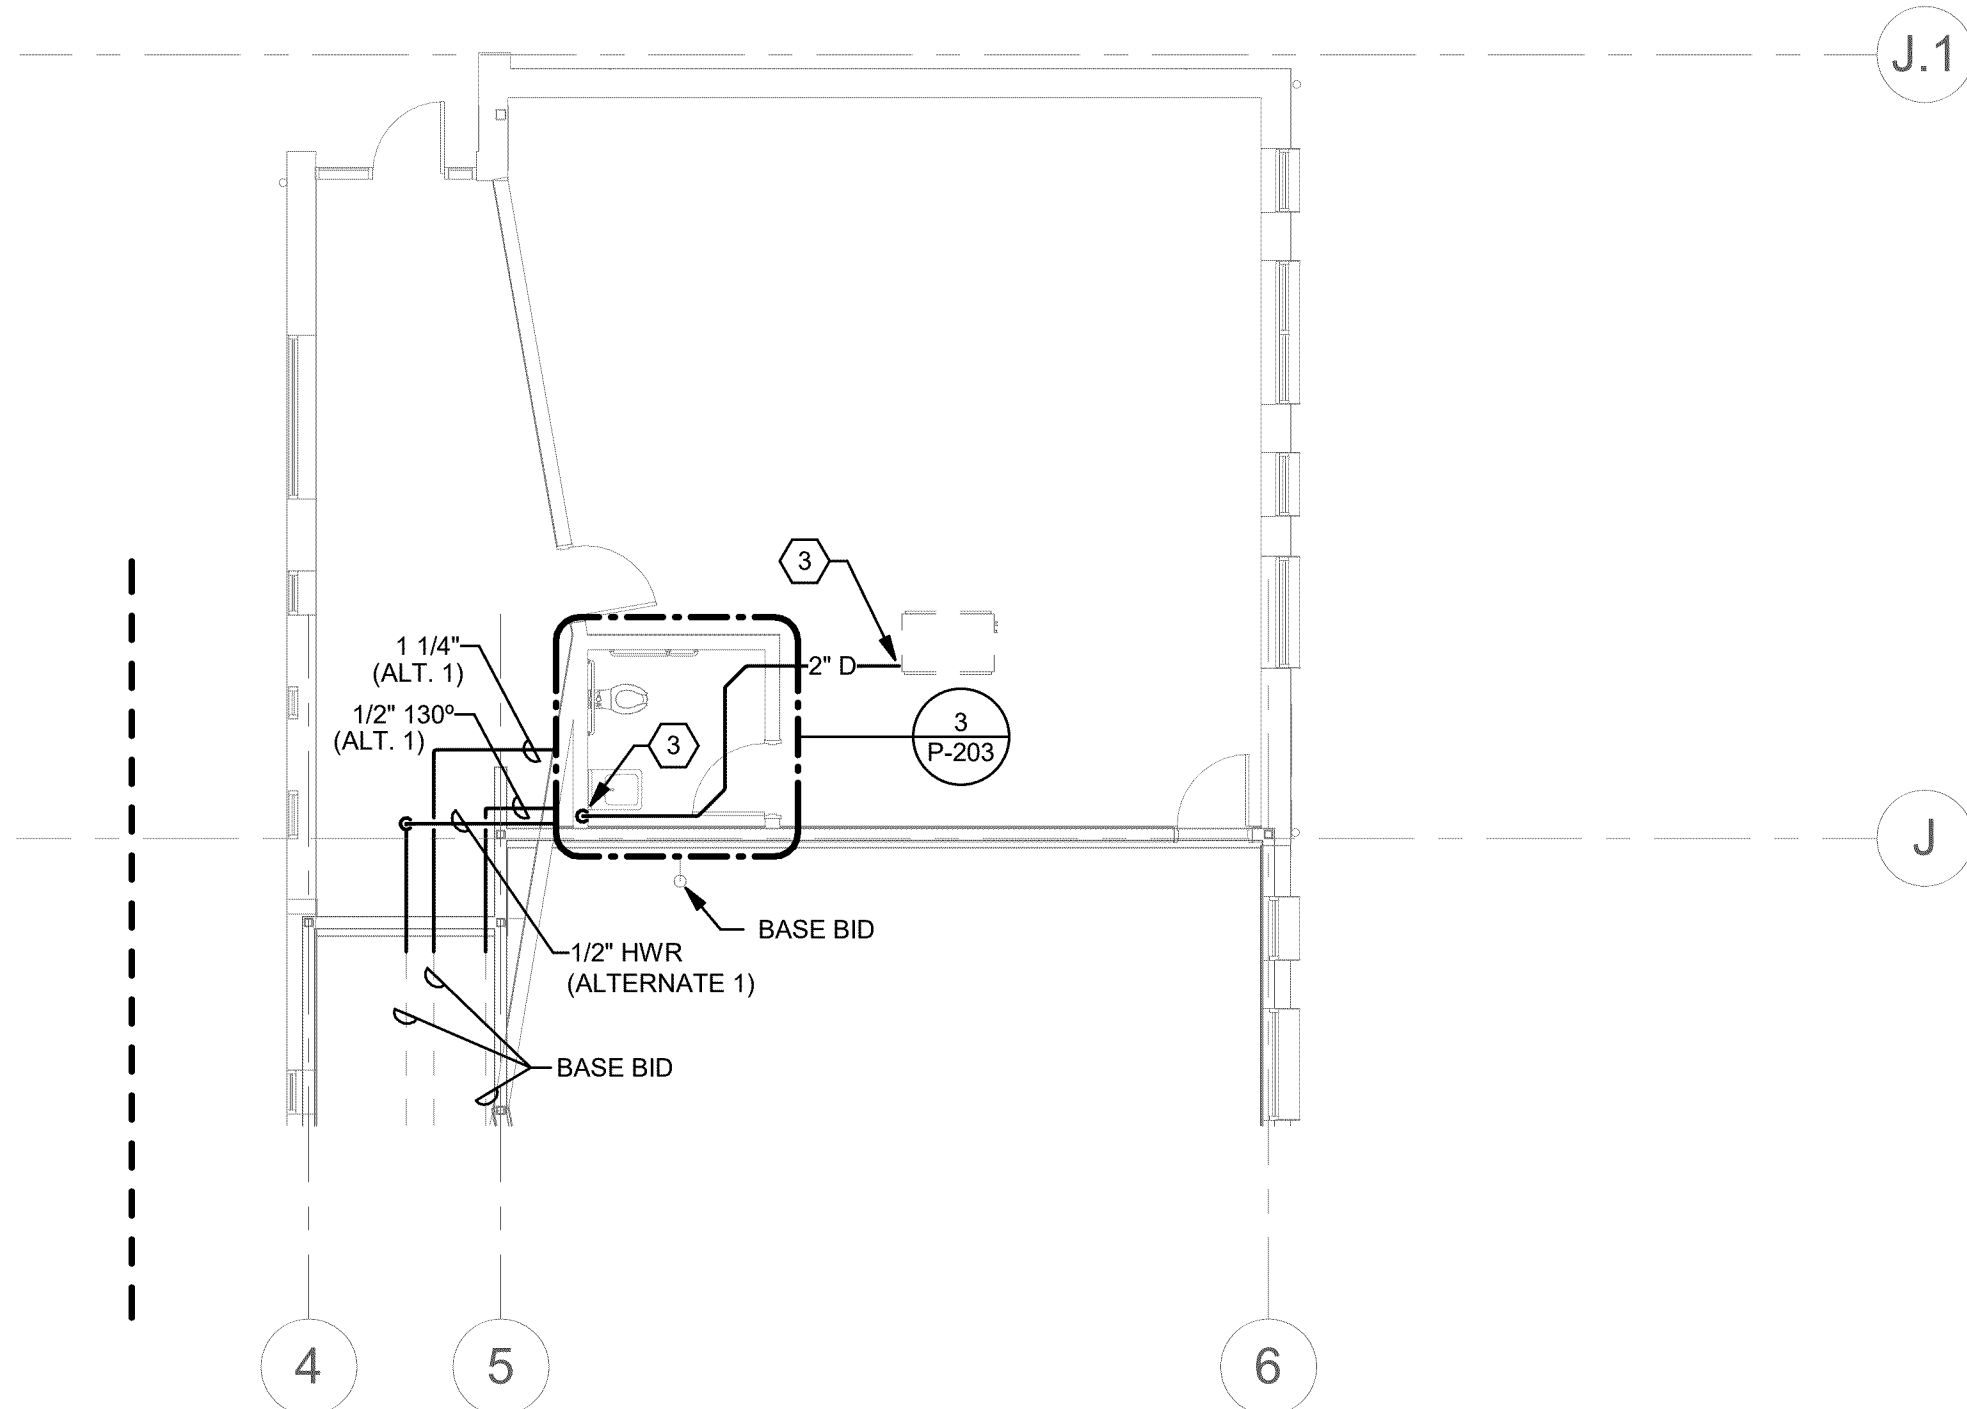 J.1
3
1 1/4"
(ALT. 1)
2" D
1/2" 130º
(ALT. 1)
3
3
P-203
J
BASE BID
1/2" HWR
(ALTERNATE 1)
BASE BID
4
5
6